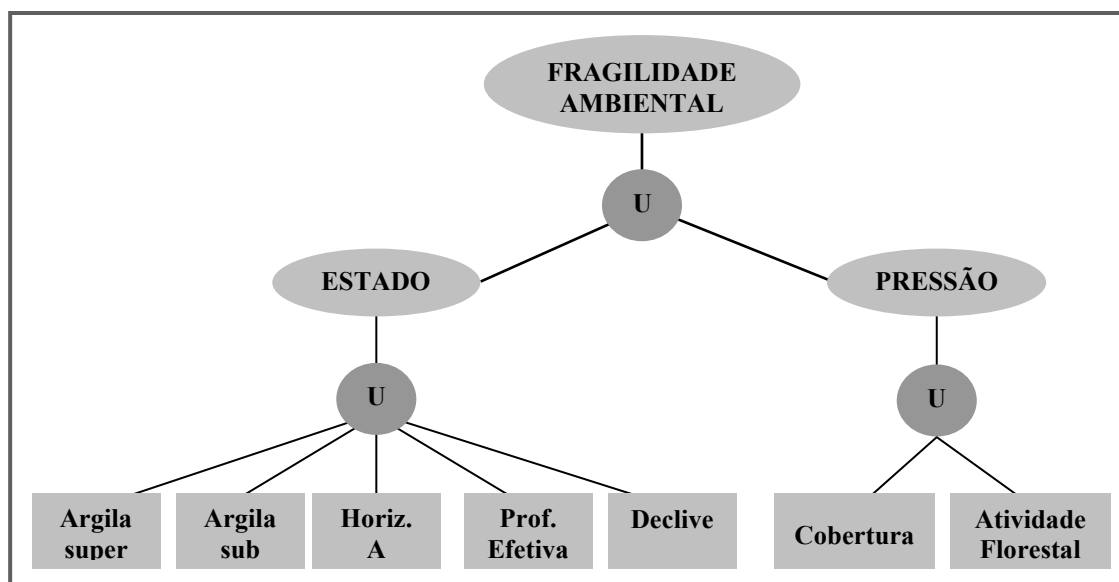 FRAGILIDADE
AMBIENTAL
U
ESTADO
PRESSÃO
U
U
Argila
super
Argila
sub
Horiz.
A
Prof.
Efetiva
Declive
Cobertura
Atividade
Florestal